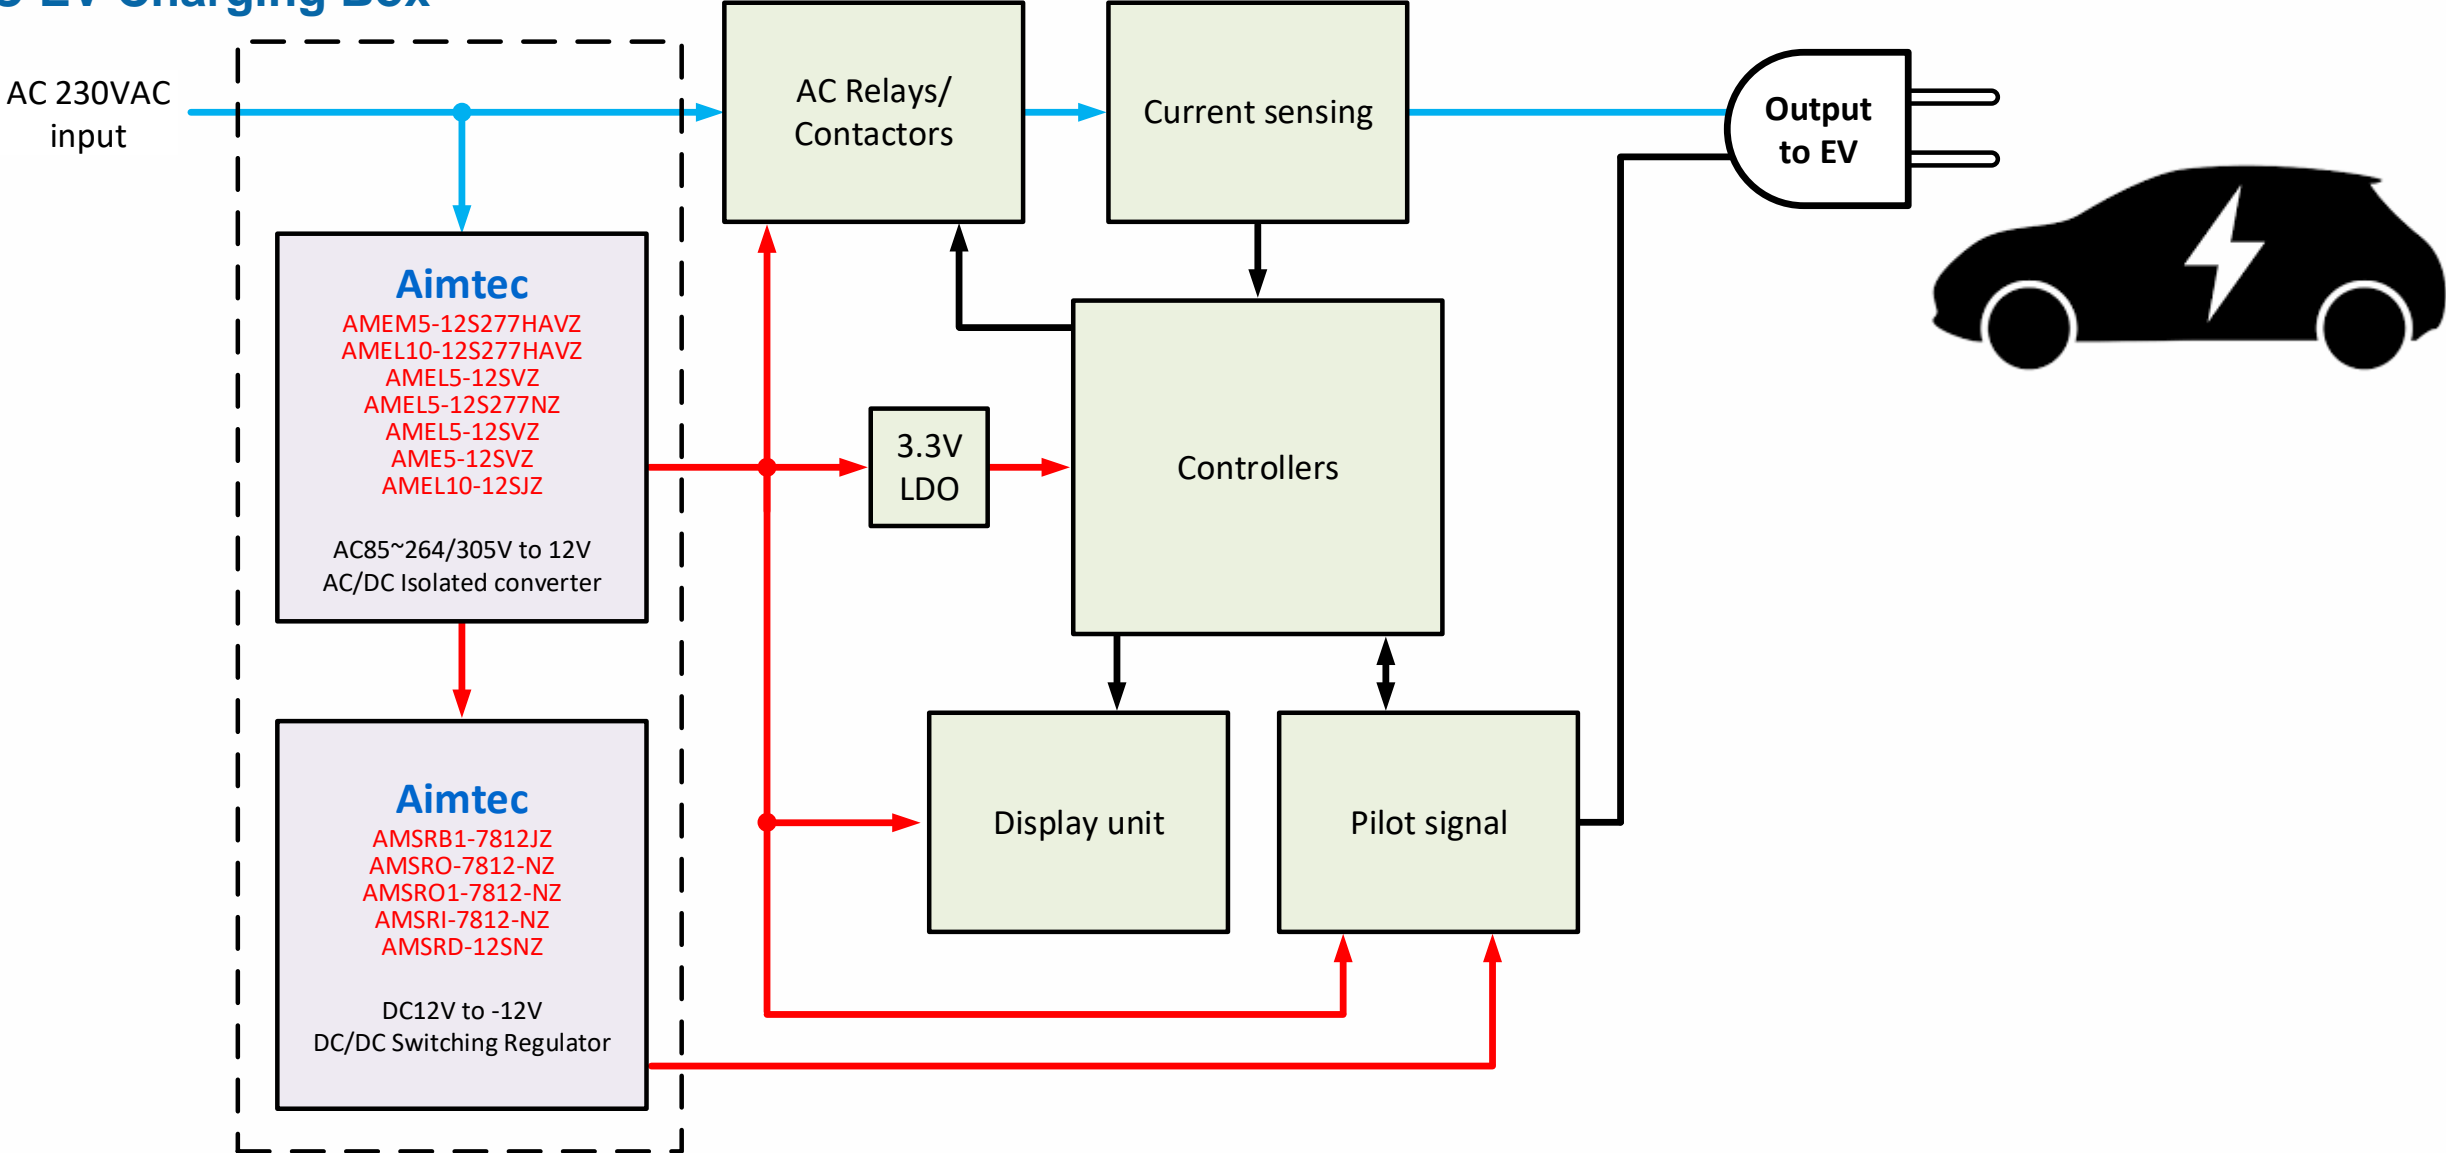 EV Charging Box
AC 230VAC
input
AC Relays/
Contactors
Current sensing
Output
to EV
Aimtec
AMEM5-12S277HAVZ
AMEL10-12S277HAVZ
AMEL5-12SVZ
AMEL5-12S277NZ
AMEL5-12SVZ
AME5-12SVZ
AMEL10-12SJZ
AC85~264/305V to 12V
AC/DC Isolated converter
3.3V
LDO
Controllers
Aimtec
AMSRB1-7812JZ
AMSRO-7812-NZ
AMSRO1-7812-NZ
AMSRI-7812-NZ
AMSRD-12SNZ
DC12V to -12V
DC/DC Switching Regulator
Display unit
Pilot signal